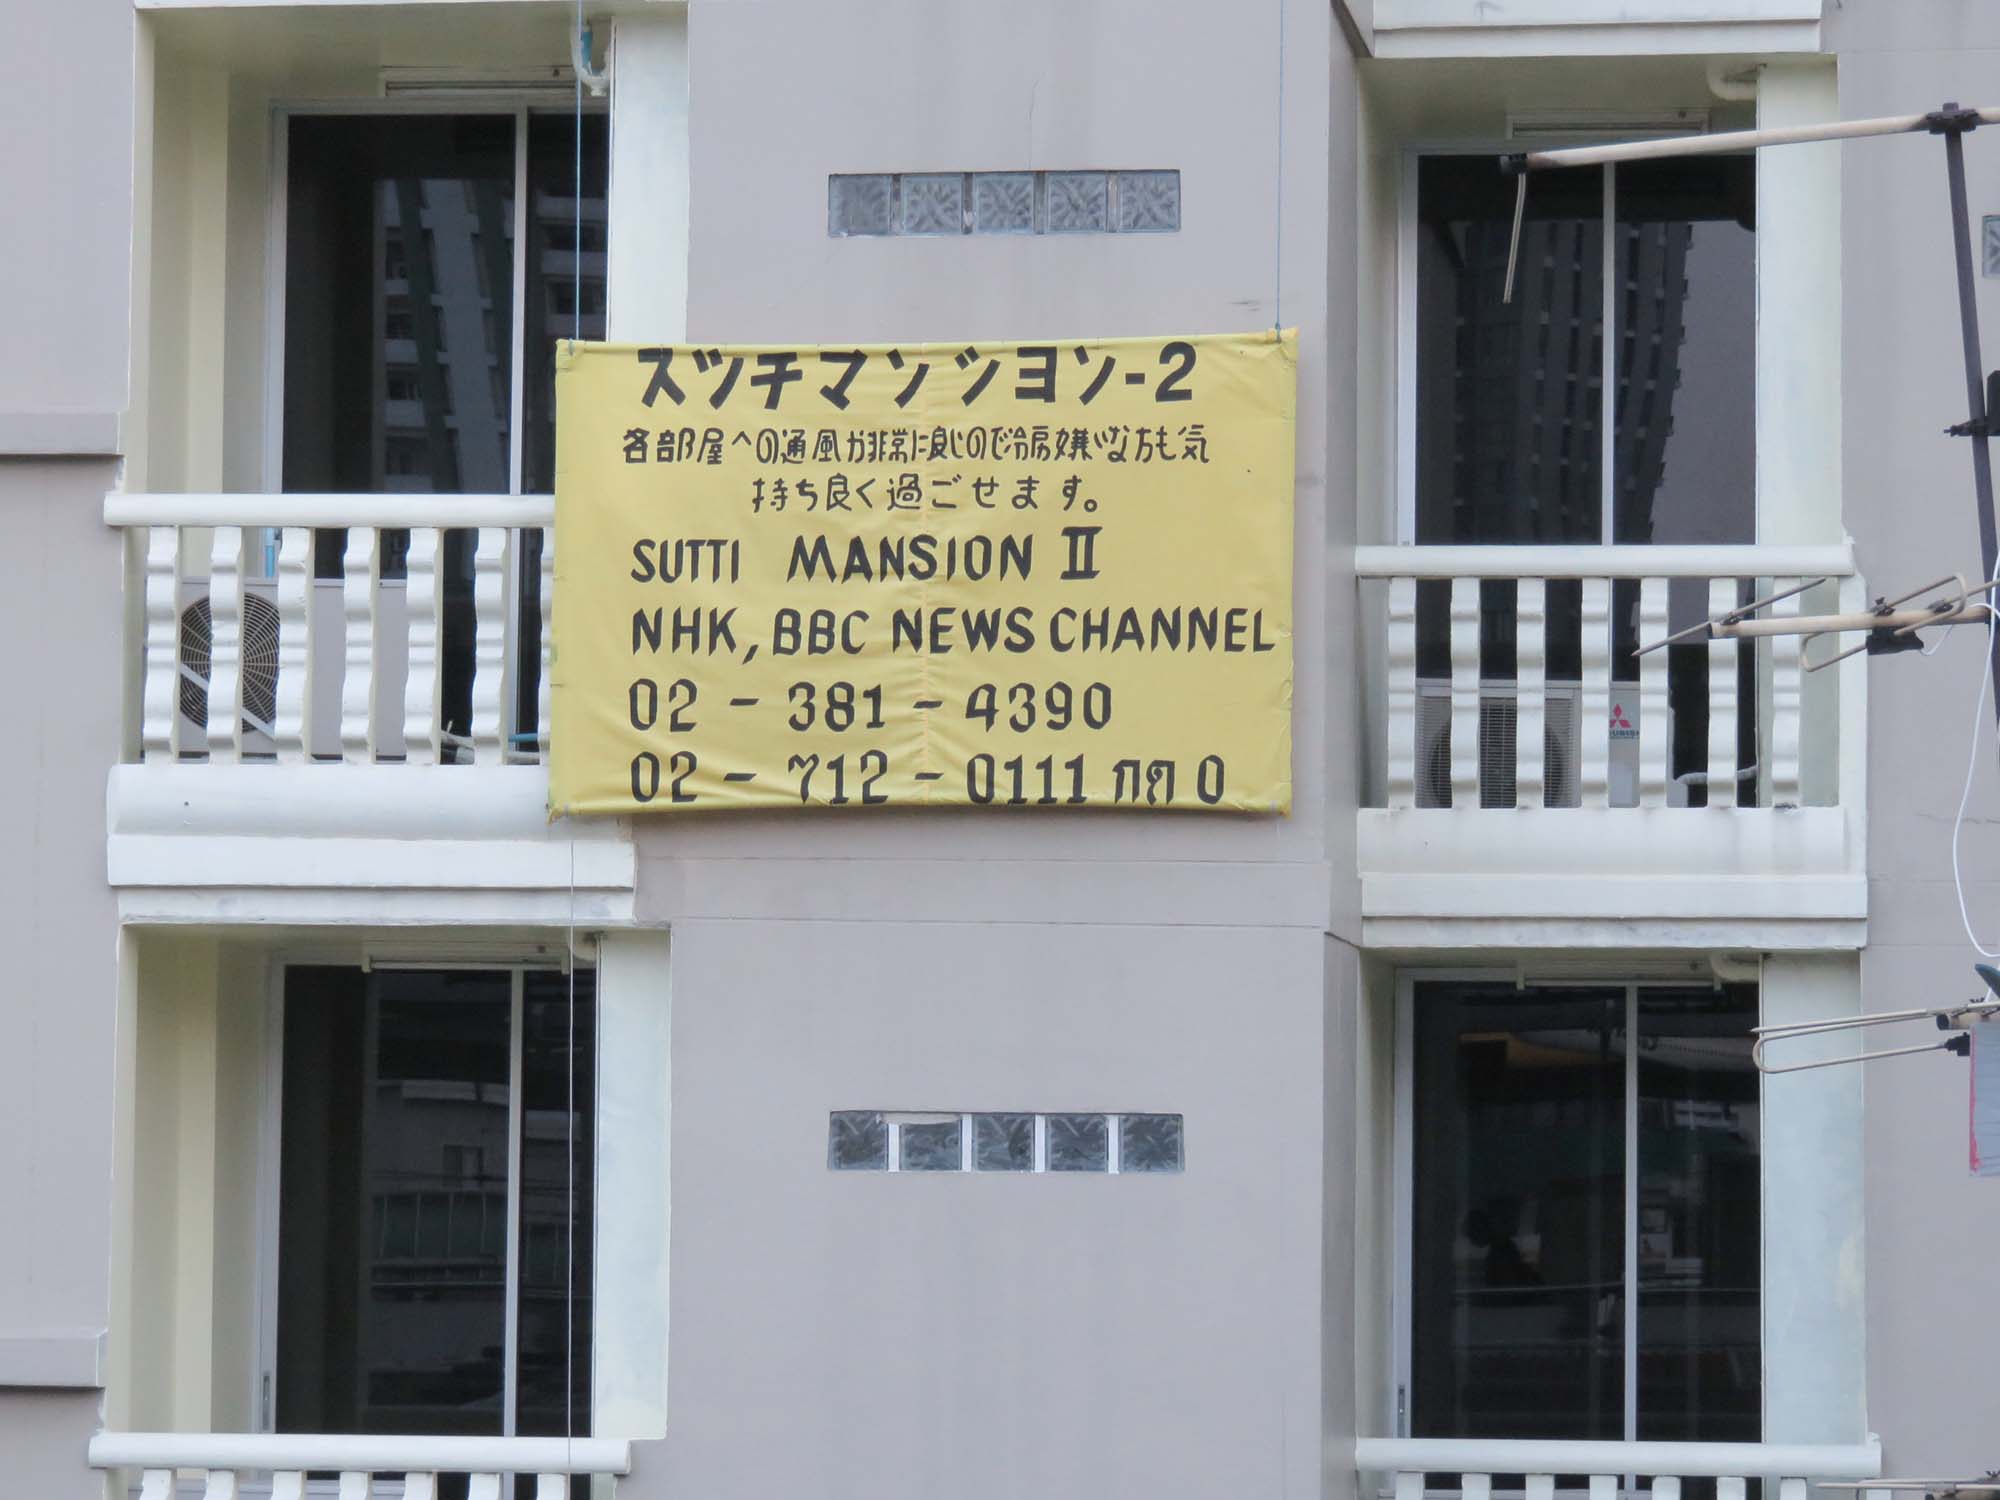 スツチマンシヨン-2
各部屋への通風が非常に良いので冷房嫌いな方も気
持ち良く過ごせます。
SUTTI MANSION II
NHK, BBC NEWS CHANNEL
02 - 381 - 4390
02 - 712 - 0111 กด 0